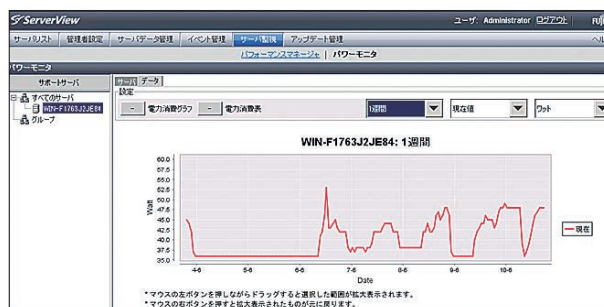 ServerView
ユーザ: Administrator ログアウト
サーバリスト 管理者設定 サーバデータ管理 イベント管理 サーバ監視 アップデート管理
パフォーマンスマネージャ | パワーモニタ
パワーモニタ
サポートサーバ
すべてのサーバ
WIN-F1763J2JE84
グループ
サーバ データ
設定
- 電力消費グラフ - 電力消費表 1週間 現在値 ワット
WIN-F1763J2JE84: 1週間
60.0
57.5
55.0
52.5
50.0
47.5
45.0
42.5
40.0
37.5
35.0
Watt
4-6 5-6 6-6 7-6 8-6 9-6 10-6
Date
現在
* マウスの左ボタンを押しながらドラッグすると選択した範囲が拡大表示されます。
* マウスの右ボタンを押すと拡大表示されたものが元に戻ります。